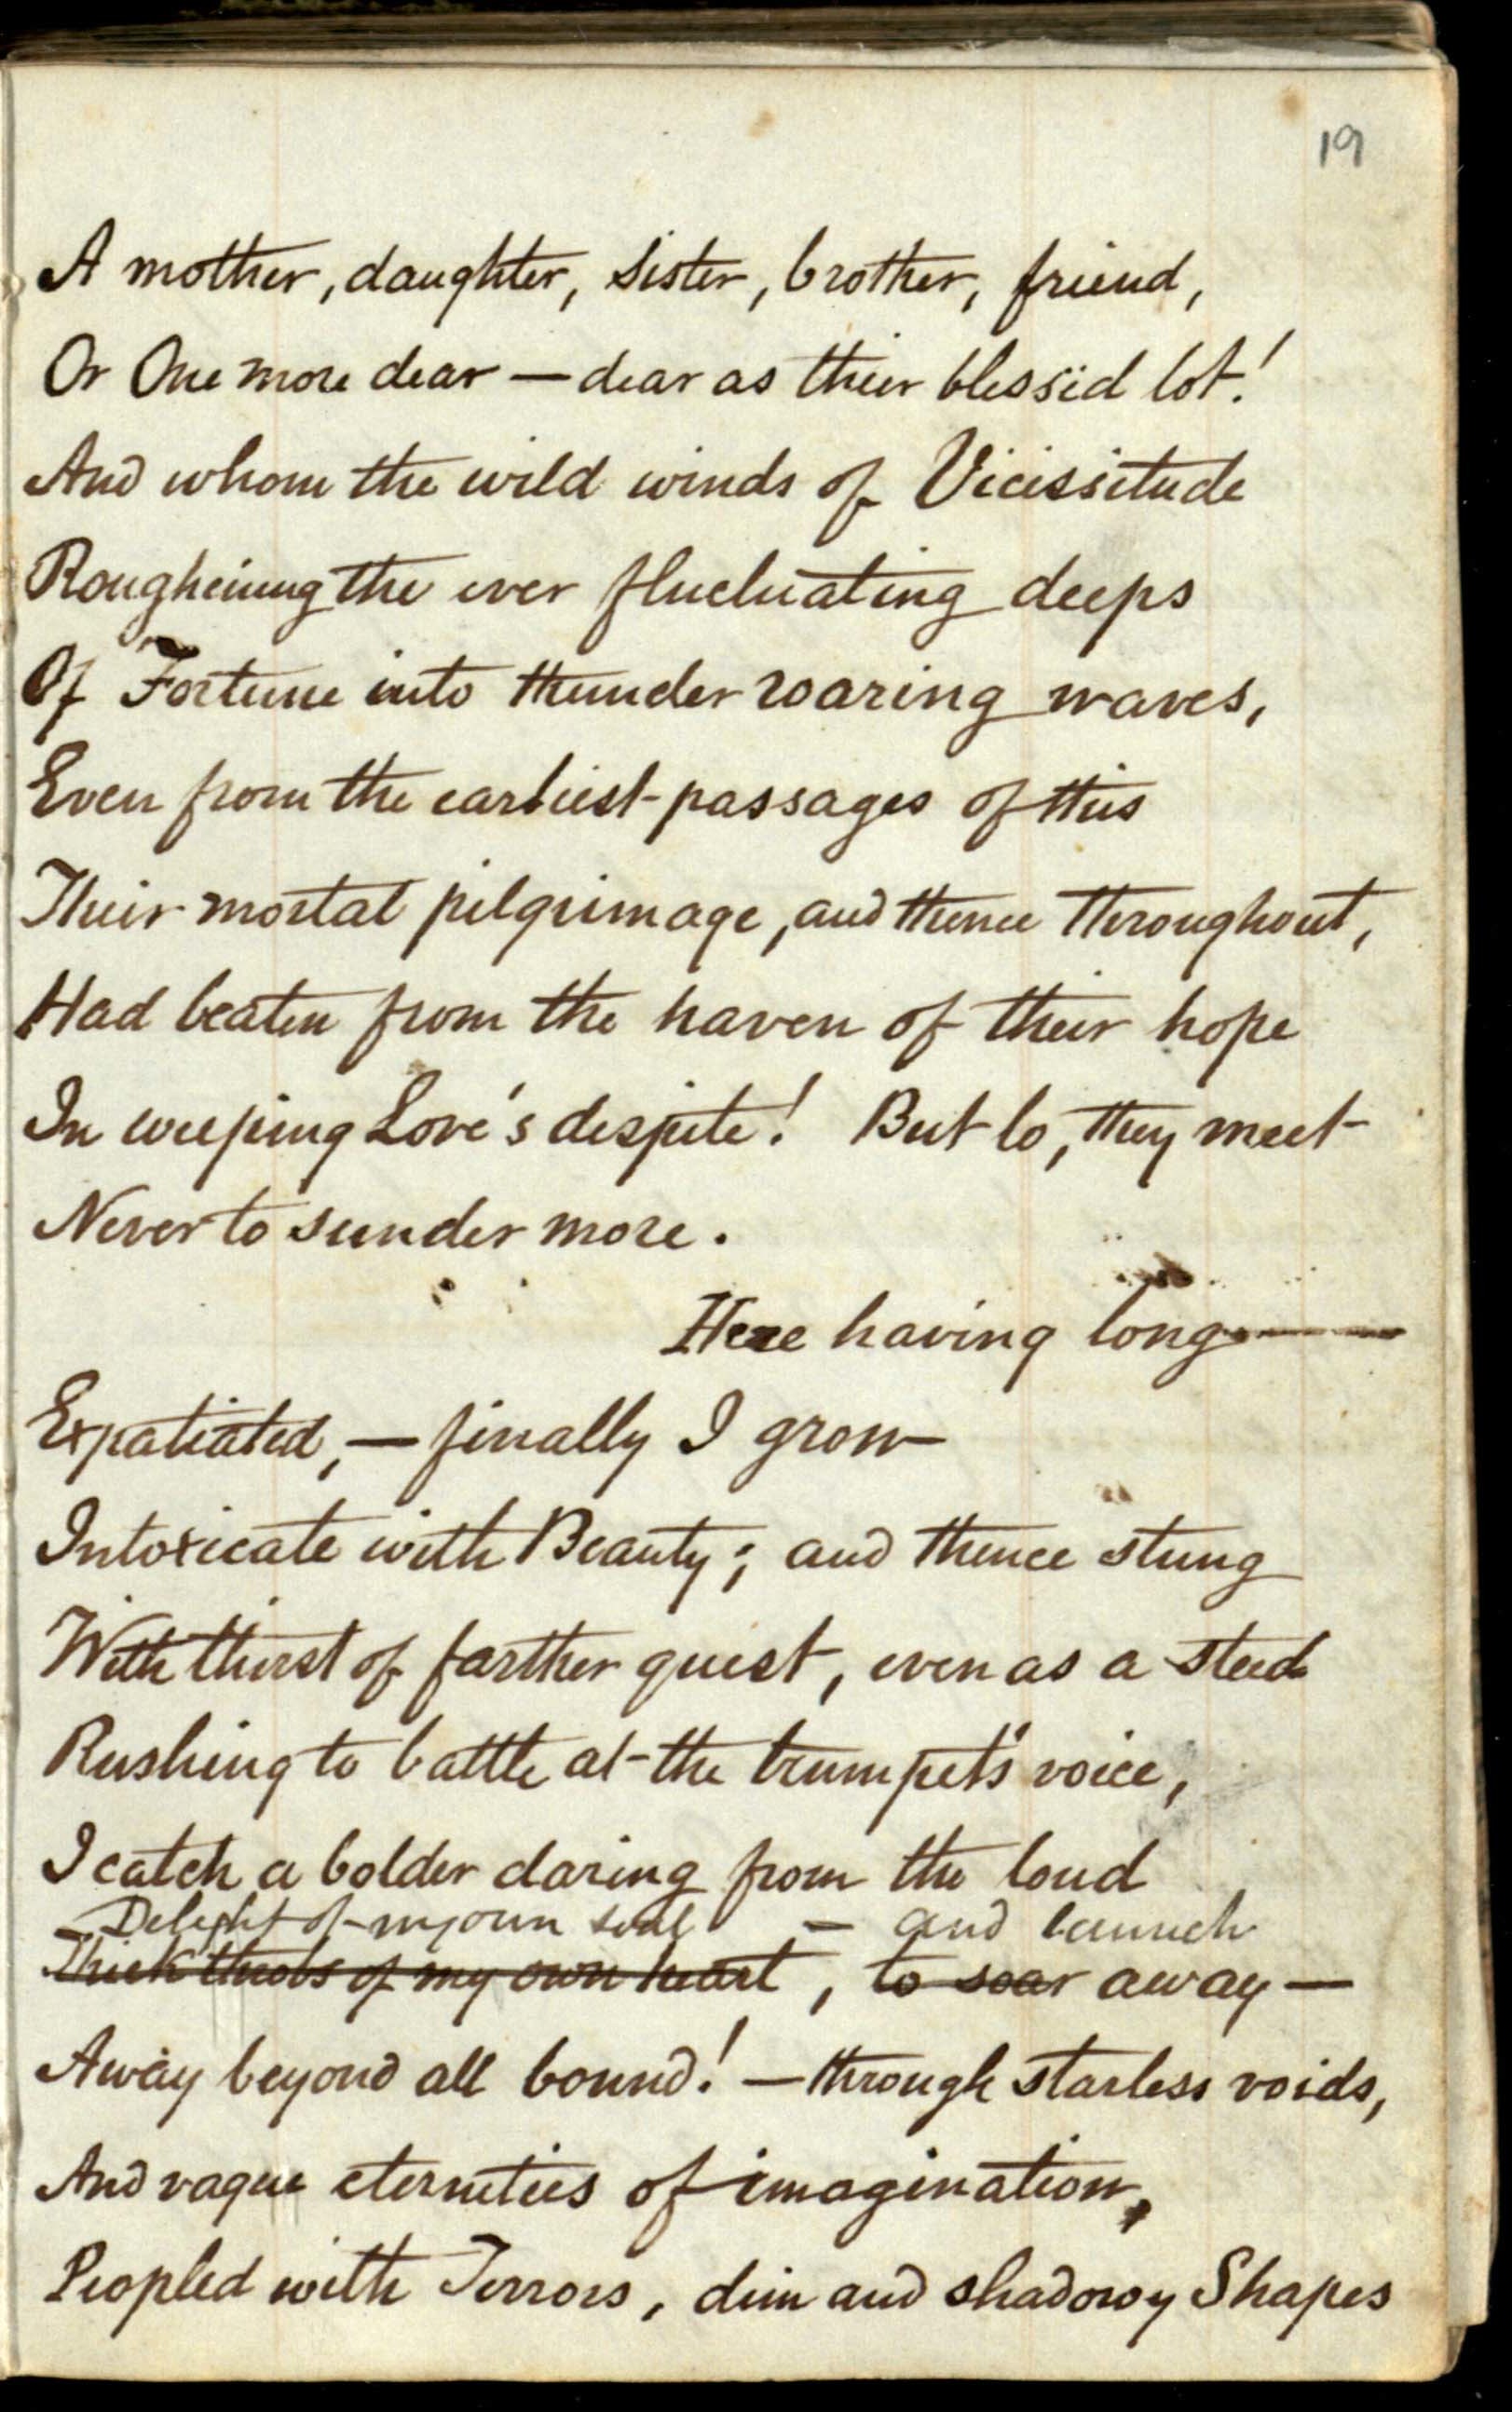 19
A mother, daughter, sister, brother, friend,
Or One more dear — dear as their blessid lot!
And whom the wild winds of Vicissitude
Rougheining the ever fluctuating deeps
Of Fortune into thunder roaring waves,
Even from the earliest passages of this
Their mortal pilgrimage, and thence throughout,
Had beaten from the haven of their hope
In weeping Love's despite! But lo, they meet
Never to sunder more.
Here having long
Expatiated, — finally I grow
Intoxicate with Beauty; and thence stung
With thirst of farther quest, even as a steed
Rushing to battle at the trumpet's voice,
I catch a bolder daring from the loud
Delight of my own soul — and launch
Thick throbs of my own heart, to soar away —
Away beyond all bound! — through starless voids,
And vague eternities of imagination,
Peopled with Terrors, dim and shadowy Shapes